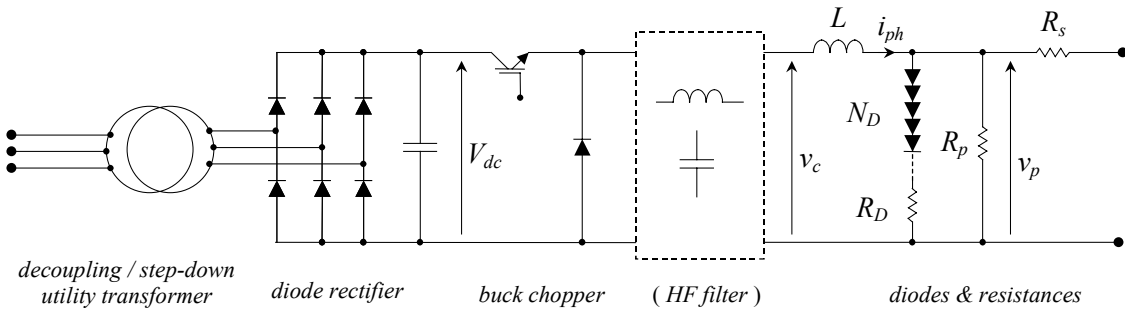 L
i_ph
R_s
N_D
R_p
V_dc
v_c
v_p
R_D
decoupling / step-down
utility transformer
diode rectifier
buck chopper
( HF filter )
diodes & resistances